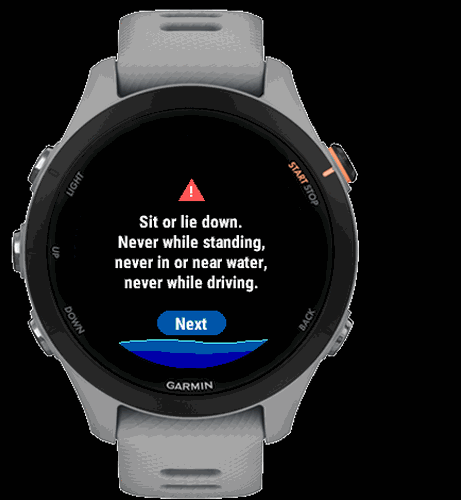 LIGHT
START STOP
UP
DOWN
BACK
!
Sit or lie down.
Never while standing,
never in or near water,
never while driving.
Next
GARMIN